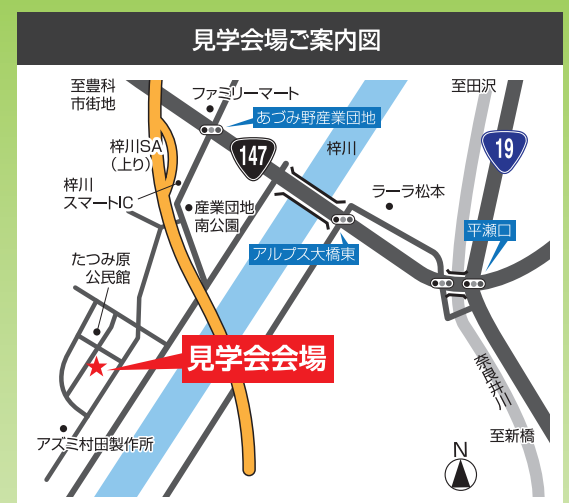 見学会場ご案内図
至豊科
市街地
ファミリーマート
至田沢
あづみ野産業団地
19
梓川SA
(上り)
147
梓川
梓川
スマートIC
ラーラ松本
産業団地
南公園
平瀬口
アルプス大橋東
たつみ原
公民館
見学会会場
奈良井川
アズミ村田製作所
至新橋
N